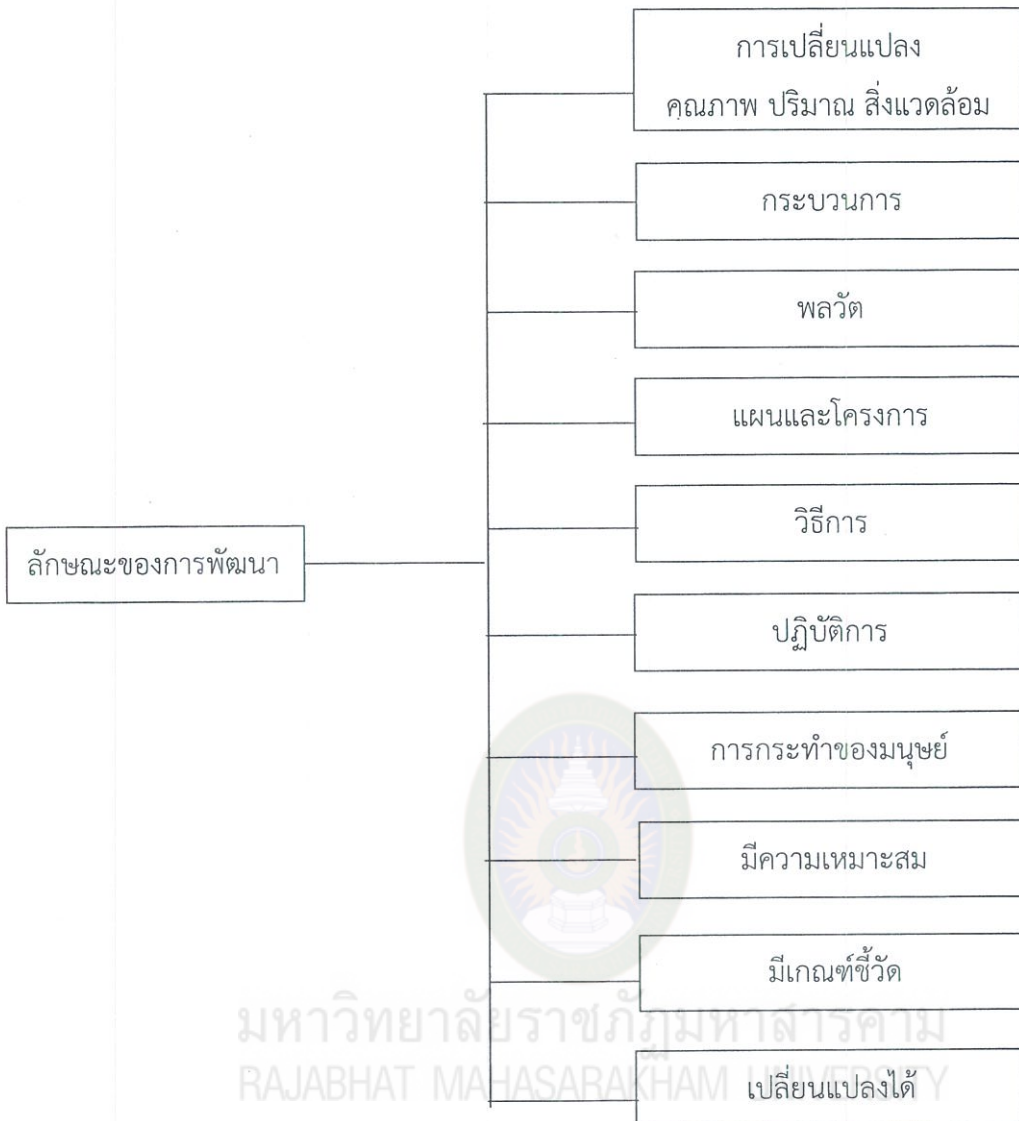 การเปลี่ยนแปลง
คุณภาพ ปริมาณ สิ่งแวดล้อม
กระบวนการ
พลวัต
แผนและโครงการ
วิธีการ
ลักษณะของการพัฒนา
ปฏิบัติการ
การกระทำของมนุษย์
มีความเหมาะสม
มีเกณฑ์ชี้วัด
มหาวิทยาลัยราชภัฏมหาสารคาม
RAJABHAT MAHASARAKHAM UNIVERSITY
เปลี่ยนแปลงได้